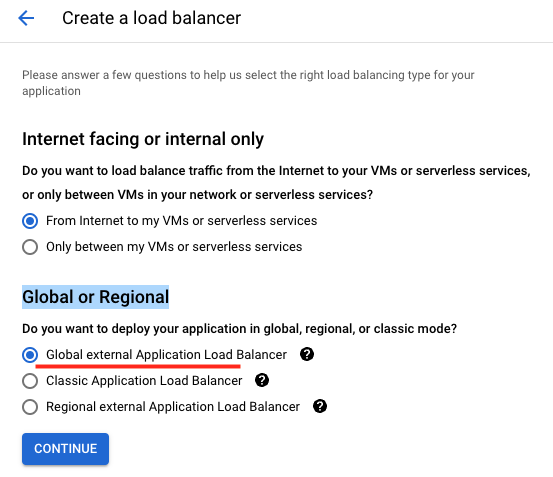 Create a load balancer
Please answer a few questions to help us select the right load balancing type for your
application
Internet facing or internal only
Do you want to load balance traffic from the Internet to your VMs or serverless services,
or only between VMs in your network or serverless services?
From Internet to my VMs or serverless services
Only between my VMs or serverless services
Global or Regional
Do you want to deploy your application in global, regional, or classic mode?
Global external Application Load Balancer ?
Classic Application Load Balancer ?
Regional external Application Load Balancer ?
CONTINUE